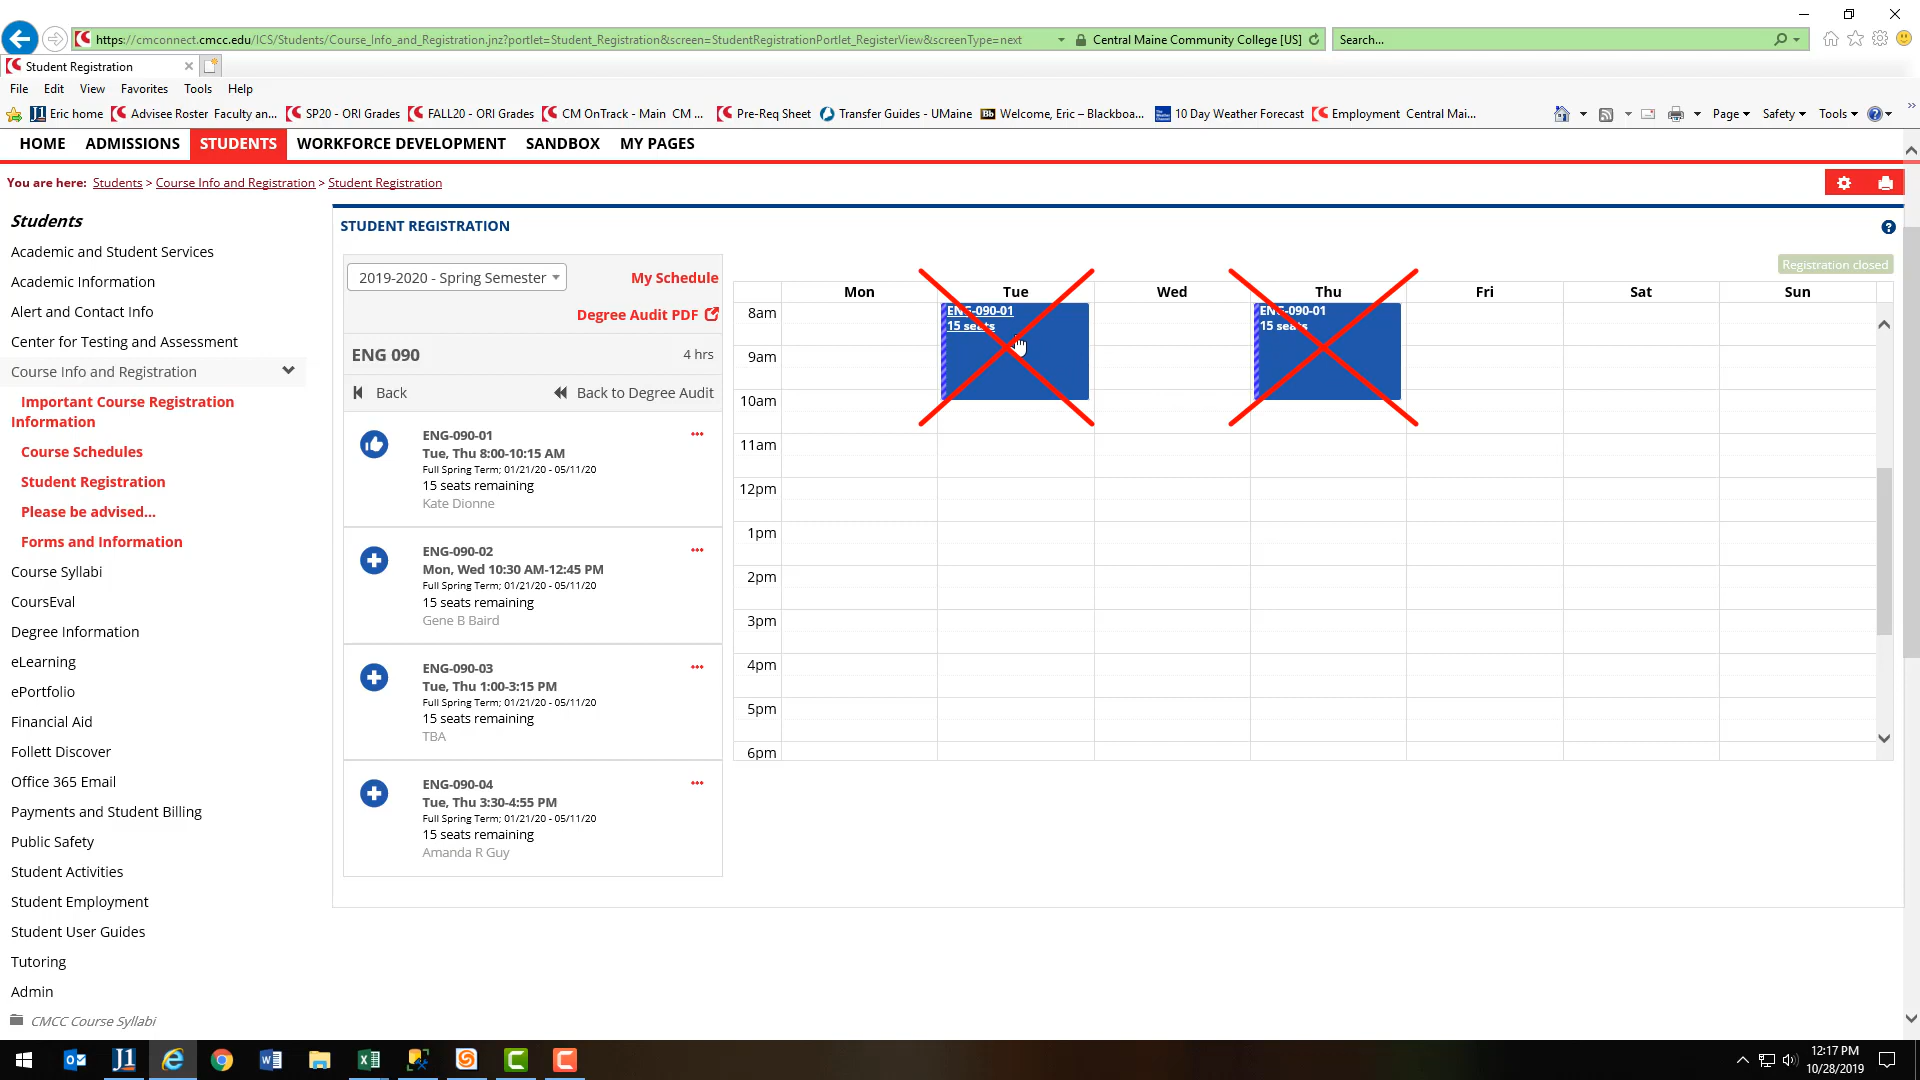 https://cmconnect.cmcc.edu/ICS/Students/Course_Info_and_Registration.jnz?portlet=Student_Registration&screen=StudentRegistrationPortlet_RegisterView&screenType=next
Central Maine Community College [US]
Search...
Student Registration
File Edit View Favorites Tools Help
Eric home Advisee Roster Faculty an... SP20 - ORI Grades FALL20 - ORI Grades CM OnTrack - Main CM ... Pre-Req Sheet Transfer Guides - UMaine Bb Welcome, Eric – Blackboa... 10 Day Weather Forecast Employment Central Mai... Page Safety Tools
HOME ADMISSIONS STUDENTS WORKFORCE DEVELOPMENT SANDBOX MY PAGES
You are here: Students > Course Info and Registration > Student Registration
Students
Academic and Student Services
Academic Information
Alert and Contact Info
Center for Testing and Assessment
Course Info and Registration
Important Course Registration
Information
Course Schedules
Student Registration
Please be advised...
Forms and Information
Course Syllabi
CoursEval
Degree Information
eLearning
ePortfolio
Financial Aid
Follett Discover
Office 365 Email
Payments and Student Billing
Public Safety
Student Activities
Student Employment
Student User Guides
Tutoring
Admin
CMCC Course Syllabi
STUDENT REGISTRATION
2019-2020 - Spring Semester
My Schedule
Degree Audit PDF
ENG 090 4 hrs
Back Back to Degree Audit
ENG-090-01
Tue, Thu 8:00-10:15 AM
Full Spring Term; 01/21/20 - 05/11/20
15 seats remaining
Kate Dionne
ENG-090-02
Mon, Wed 10:30 AM-12:45 PM
Full Spring Term; 01/21/20 - 05/11/20
15 seats remaining
Gene B Baird
ENG-090-03
Tue, Thu 1:00-3:15 PM
Full Spring Term; 01/21/20 - 05/11/20
15 seats remaining
TBA
ENG-090-04
Tue, Thu 3:30-4:55 PM
Full Spring Term; 01/21/20 - 05/11/20
15 seats remaining
Amanda R Guy
Registration closed
Mon Tue Wed Thu Fri Sat Sun
8am
9am
10am
11am
12pm
1pm
2pm
3pm
4pm
5pm
6pm
ENG-090-01
15 seats
ENG-090-01
15 seats
12:17 PM
10/28/2019